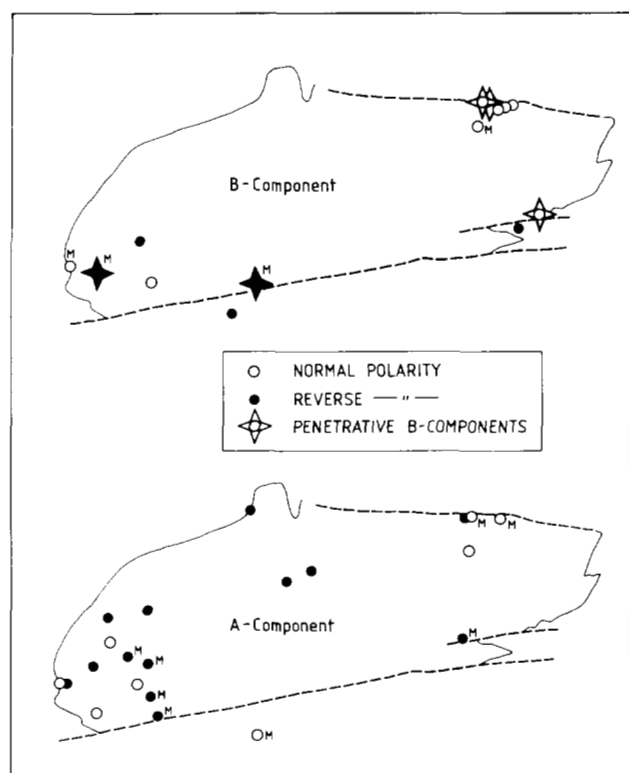 M
B-Component
M
M
M
NORMAL POLARITY
REVERSE — " —
PENETRATIVE B-COMPONENTS
M
M
A-Component
M
M
M
M
M
M